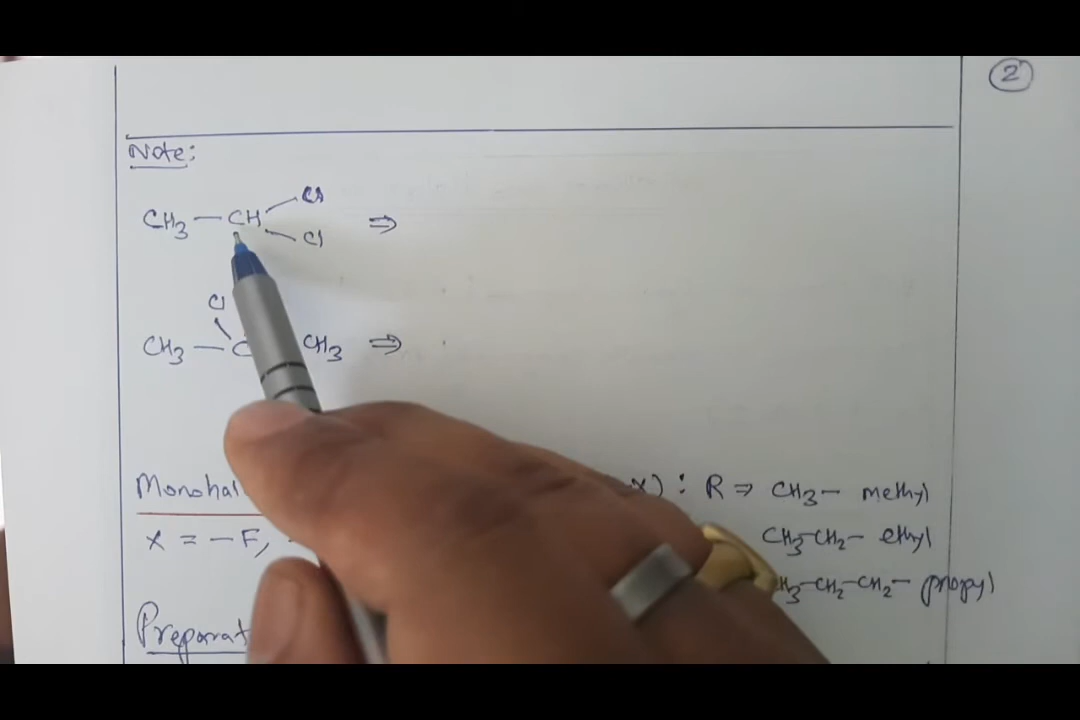 2
Note:
Cl
CH3 — CH ⇒
Cl
Cl
CH3 — C CH3 ⇒
Monohal X) : R ⇒ CH3— methyl
X = —F, CH3—CH2— ethyl
H3—CH2—CH2— propyl
Preparat